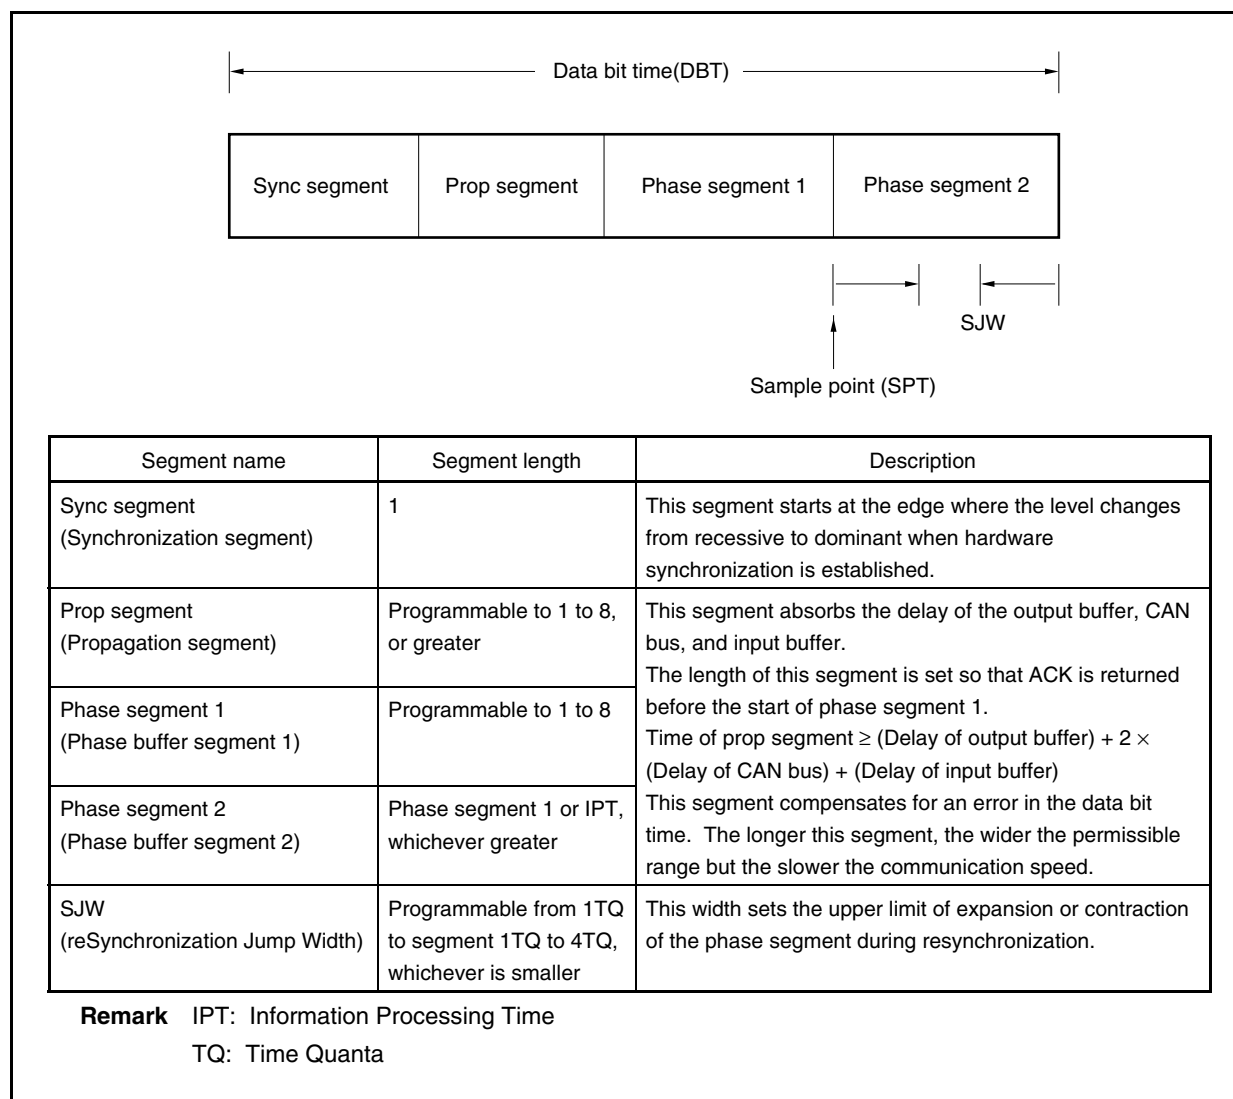 Data bit time(DBT)
Sync segment
Prop segment
Phase segment 1
Phase segment 2
SJW
Sample point (SPT)
Segment name
Segment length
Description
Sync segment
(Synchronization segment)
1
This segment starts at the edge where the level changes
from recessive to dominant when hardware
synchronization is established.
Prop segment
(Propagation segment)
Programmable to 1 to 8,
or greater
This segment absorbs the delay of the output buffer, CAN
bus, and input buffer.
The length of this segment is set so that ACK is returned
before the start of phase segment 1.
Time of prop segment ≥ (Delay of output buffer) + 2 ×
(Delay of CAN bus) + (Delay of input buffer)
This segment compensates for an error in the data bit
time.  The longer this segment, the wider the permissible
range but the slower the communication speed.
Phase segment 1
(Phase buffer segment 1)
Programmable to 1 to 8
Phase segment 2
(Phase buffer segment 2)
Phase segment 1 or IPT,
whichever greater
SJW
(reSynchronization Jump Width)
Programmable from 1TQ
to segment 1TQ to 4TQ,
whichever is smaller
This width sets the upper limit of expansion or contraction
of the phase segment during resynchronization.
Remark IPT: Information Processing Time
TQ: Time Quanta